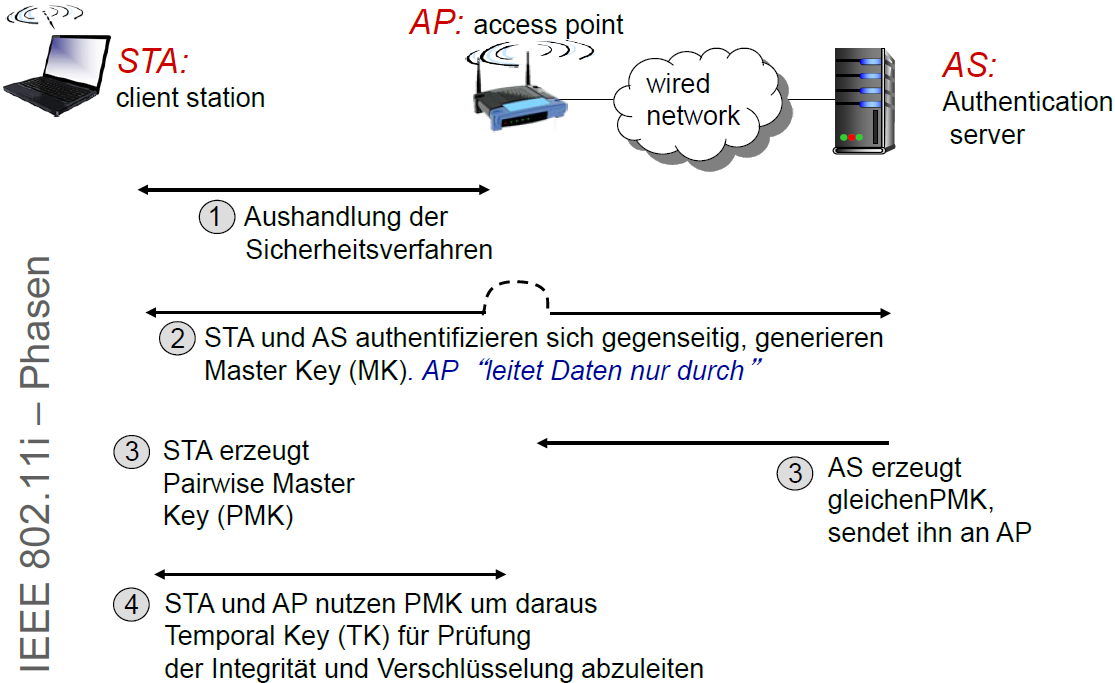 AP: access point
STA:
client station
wired
network
AS:
Authentication
server
1 Aushandlung der
Sicherheitsverfahren
IEEE 802.11i – Phasen
2 STA und AS authentifizieren sich gegenseitig, generieren
Master Key (MK). AP “leitet Daten nur durch”
3 STA erzeugt
Pairwise Master
Key (PMK)
3 AS erzeugt
gleichenPMK,
sendet ihn an AP
4 STA und AP nutzen PMK um daraus
Temporal Key (TK) für Prüfung
der Integrität und Verschlüsselung abzuleiten